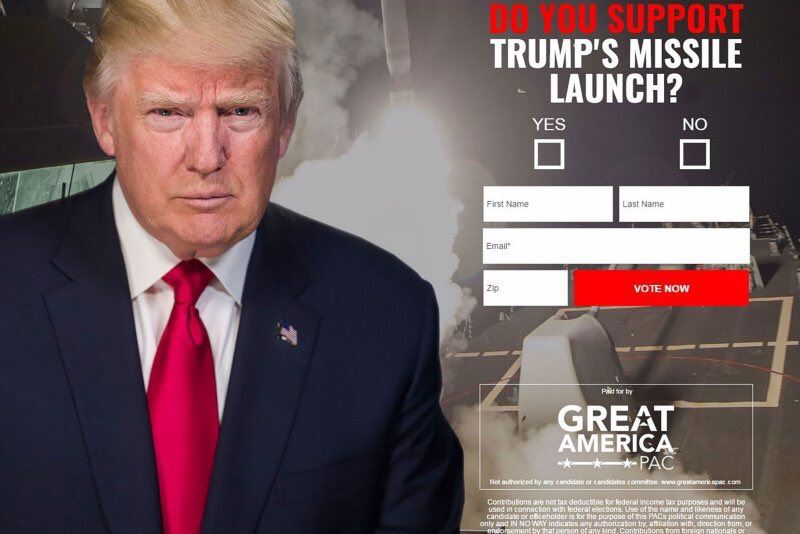 DO YOU SUPPORT
TRUMP'S MISSILE
LAUNCH?
YES
NO
First Name
Last Name
Email*
Zip
VOTE NOW
Paid for by
GREAT
AMERICA
PAC
Not authorized by any candidate or candidates committee. www.greatamericapac.com
Contributions are not tax deductible for federal income tax purposes and will be
used in connection with federal elections. Use of the name and likeness of any
candidate or officeholder is for the purpose of this PACs political communication
only and IN NO WAY indicates any authorization by, affiliation with, direction from, or
endorsement by that person of any kind. Contributions from foreign nationals or